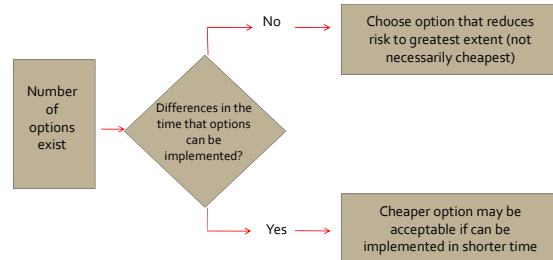 Number
of
options
exist
Differences in the
time that options
can be
implemented?
No
Choose option that reduces
risk to greatest extent (not
necessarily cheapest)
Yes
Cheaper option may be
acceptable if can be
implemented in shorter time